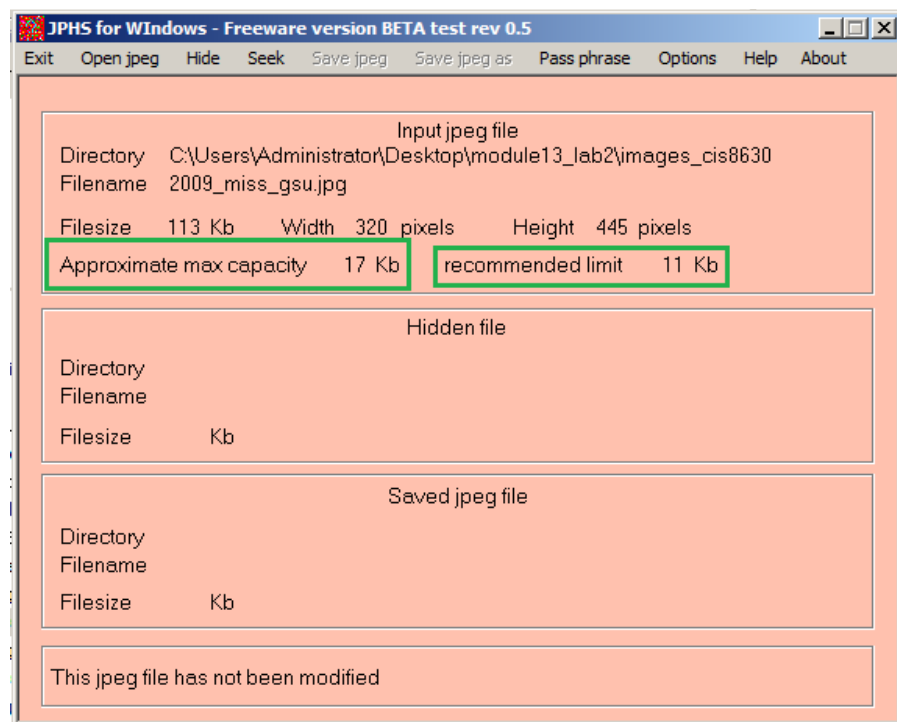 JPHS for WIndows - Freeware version BETA test rev 0.5
Exit Open jpeg Hide Seek Save jpeg Save jpeg as Pass phrase Options Help About
Input jpeg file
Directory C:\Users\Administrator\Desktop\module13_lab2\images_cis8630
Filename 2009_miss_gsu.jpg
Filesize 113 Kb Width 320 pixels Height 445 pixels
Approximate max capacity 17 Kb recommended limit 11 Kb
Hidden file
Directory
Filename
Filesize Kb
Saved jpeg file
Directory
Filename
Filesize Kb
This jpeg file has not been modified